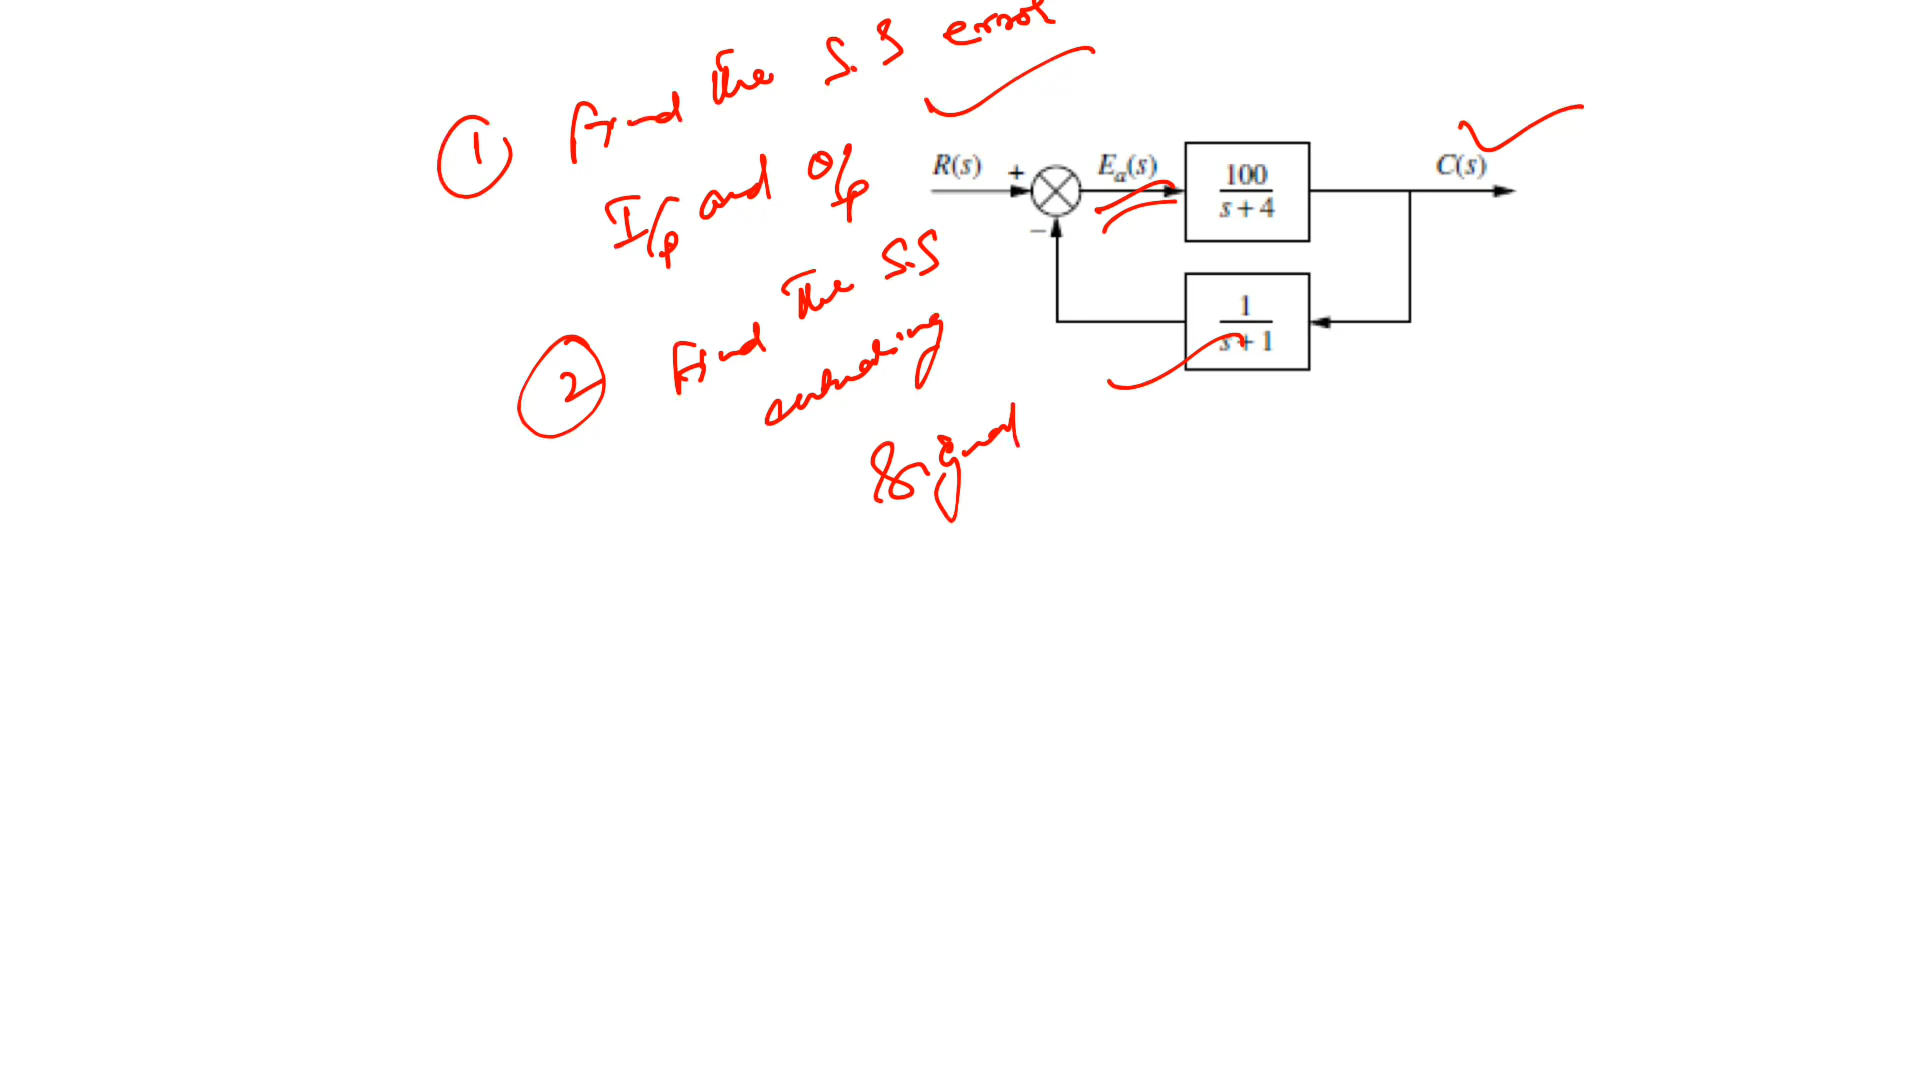 ① Find the S.S error
I/p and o/p
② Find the S.S
actuating
signal
R(s) + Eₐ(s) 100 C(s)
s + 4
−
1
s + 1